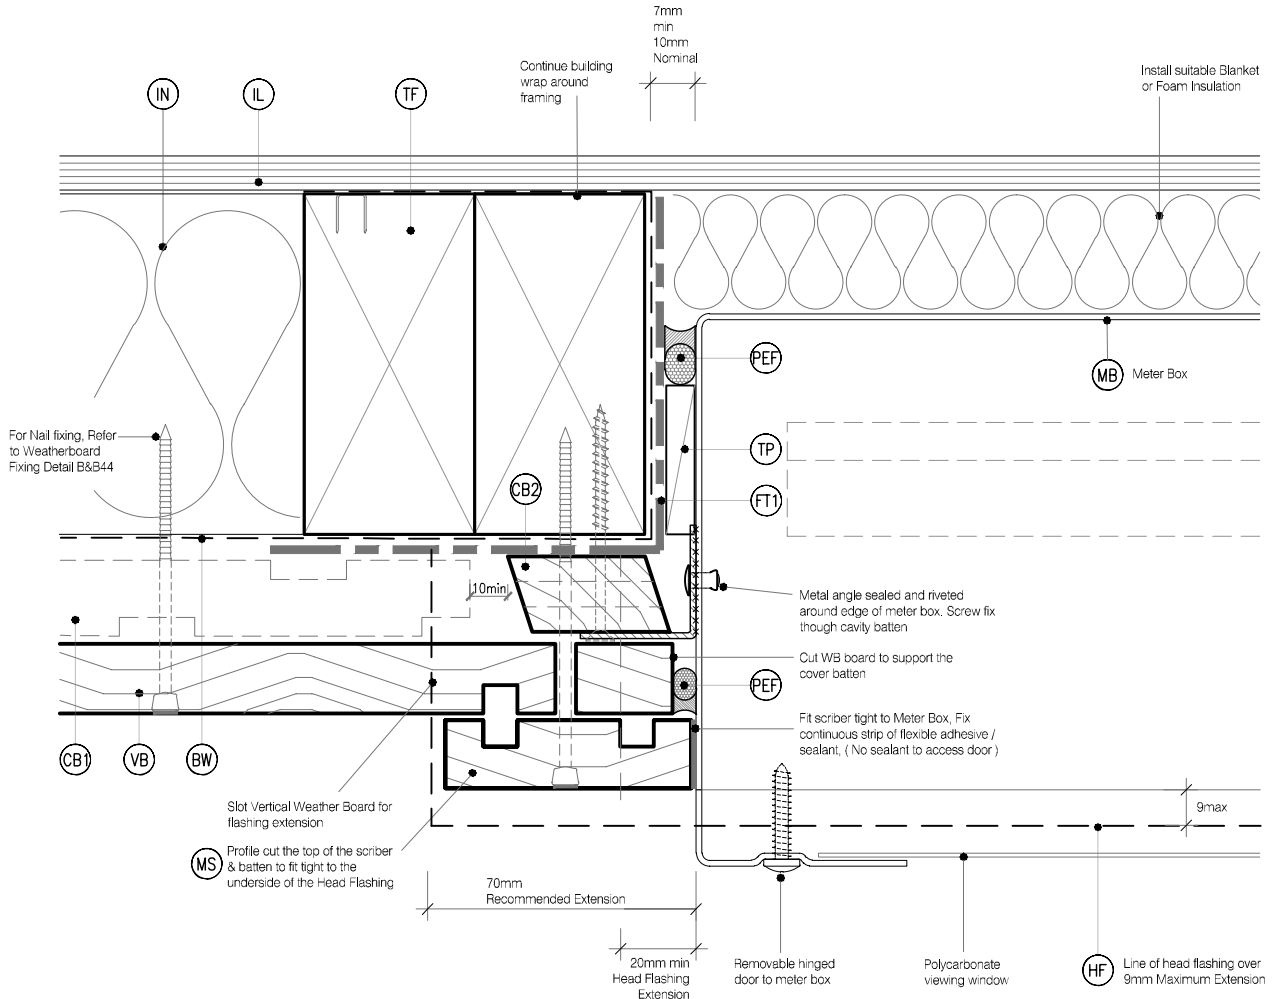 7mm
min
10mm
Nominal
Continue building
wrap around
framing
Install suitable Blanket
or Foam Insulation
IN
IL
TF
PEF
MB
Meter Box
For Nail fixing, Refer
to Weatherboard
Fixing Detail B&B44
TP
CB2
FT1
10min
Metal angle sealed and riveted
around edge of meter box. Screw fix
though cavity batten
Cut WB board to support the
cover batten
PEF
Fit scriber tight to Meter Box, Fix
continuous strip of flexible adhesive /
sealant, ( No sealant to access door )
CB1
VB
BW
Slot Vertical Weather Board for
flashing extension
9max
MS
Profile cut the top of the scriber
& batten to fit tight to the
underside of the Head Flashing
70mm
Recommended Extension
20mm min
Head Flashing
Extension
Removable hinged
door to meter box
Polycarbonate
viewing window
HF
Line of head flashing over
9mm Maximum Extension